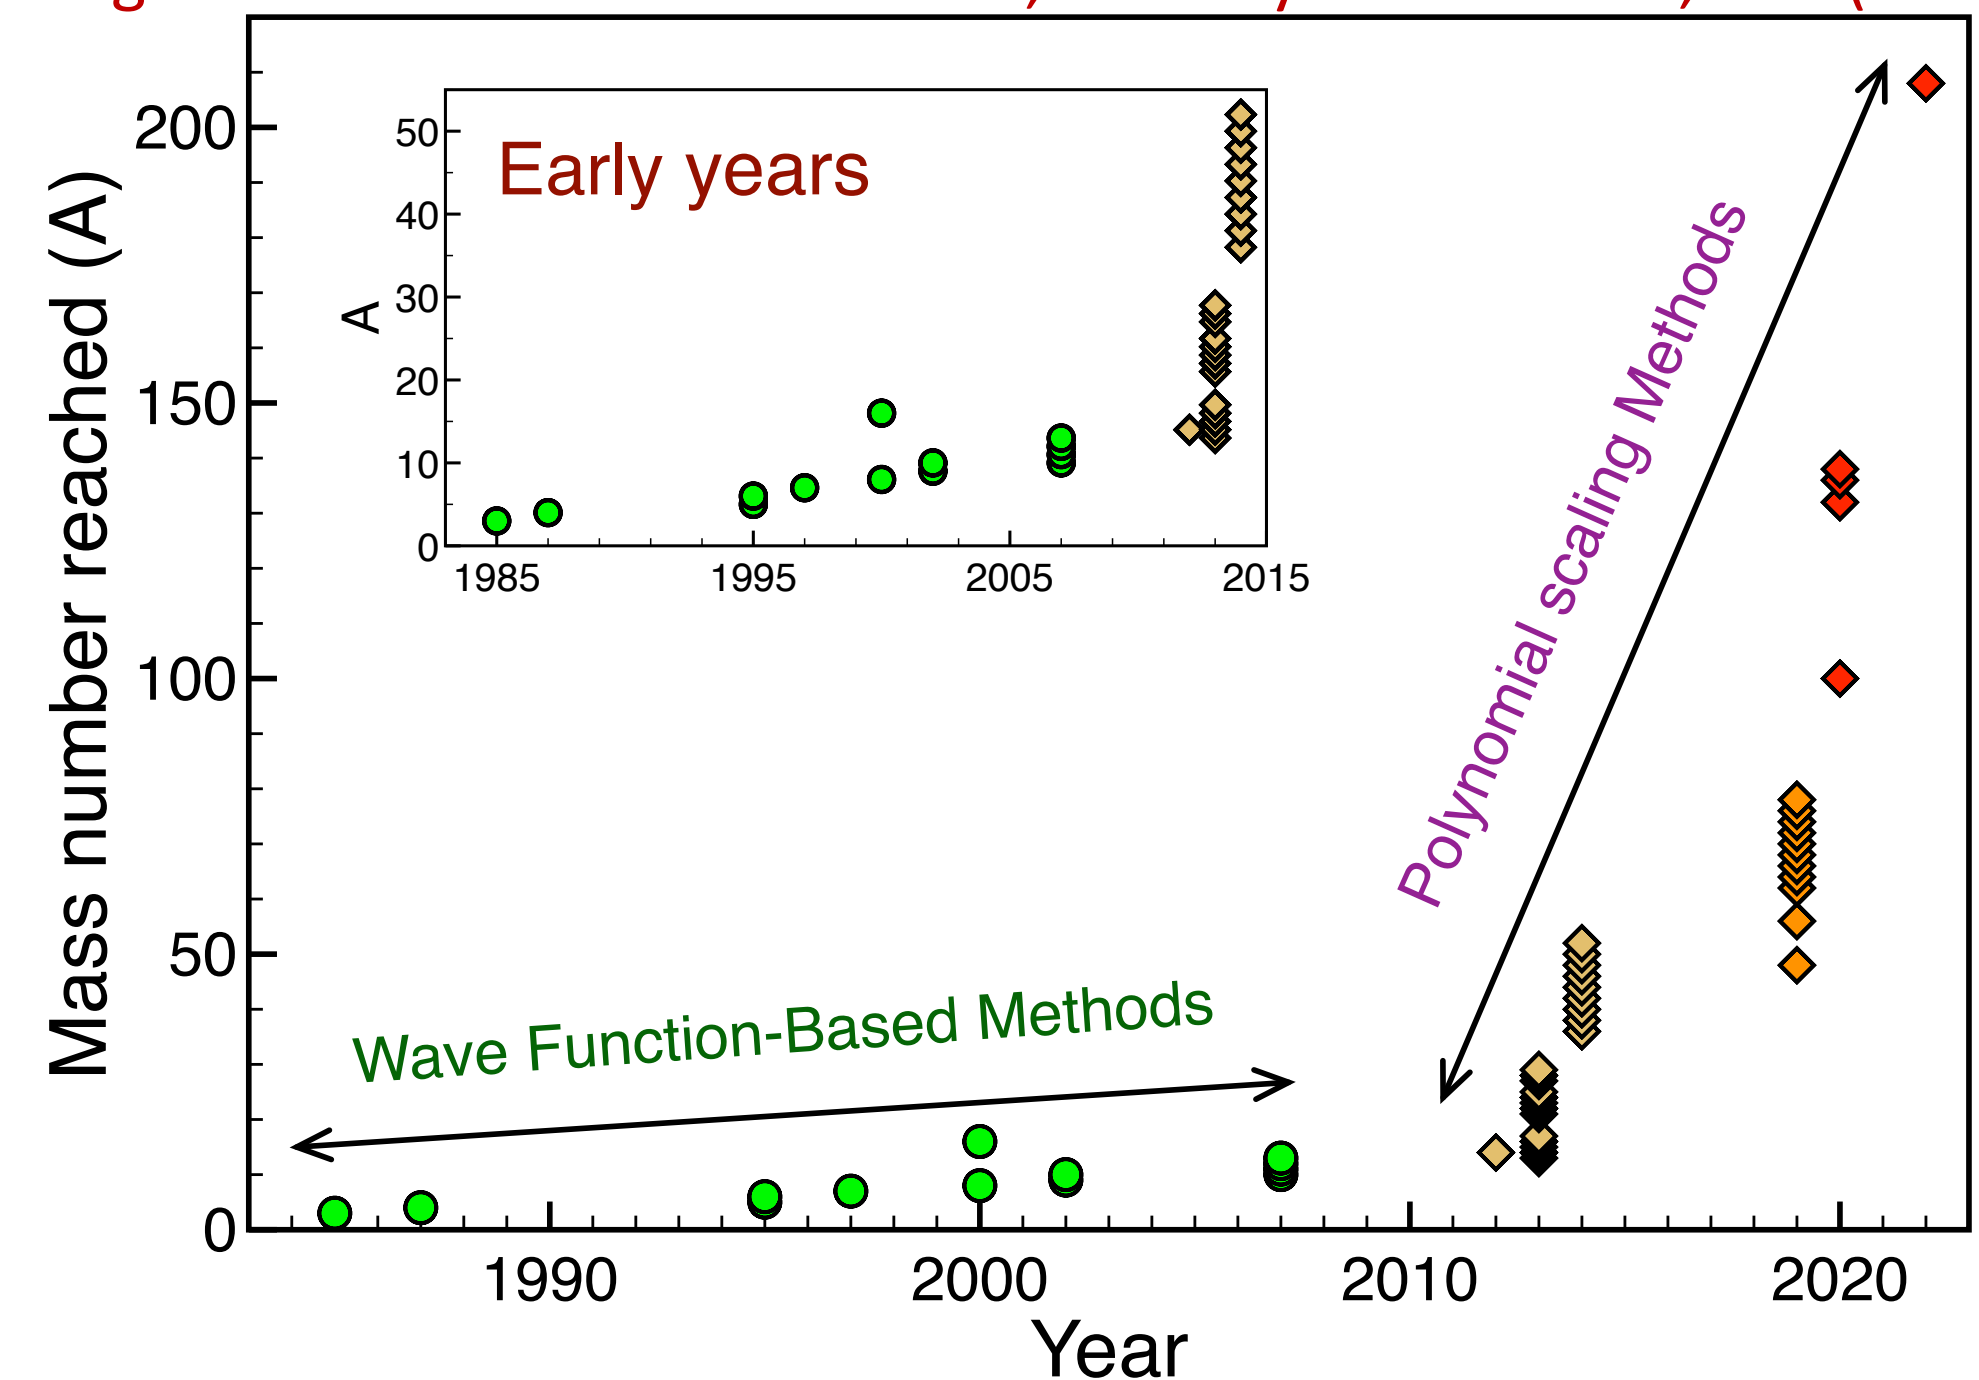 200
150
100
50
0
Mass number reached (A)
50
40
30
20
10
0
A
Early years
1985 1995 2005 2015
Polynomial scaling Methods
Wave Function-Based Methods
1990 2000 2010 2020
Year